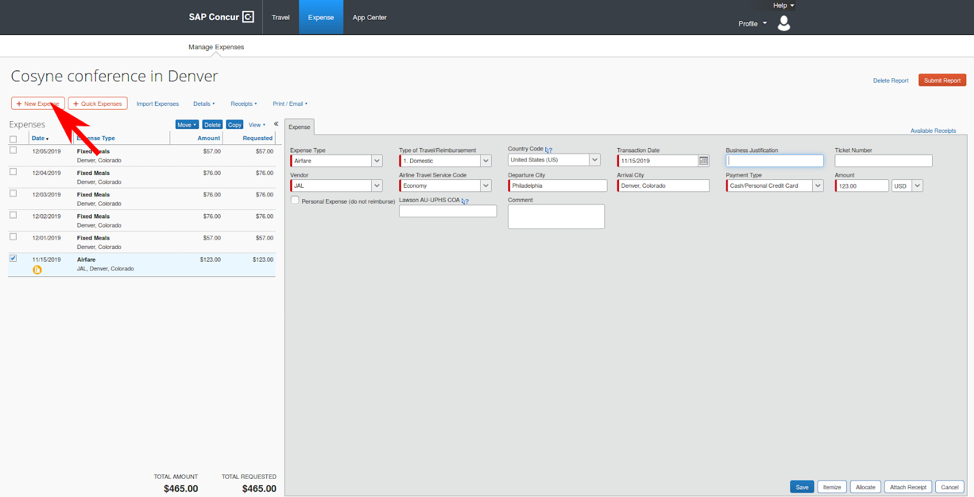 SAP Concur C Travel Expense App Center Help
Profile
Manage Expenses
Cosyne conference in Denver
Delete Report Submit Report
+ New Expense + Quick Expenses Import Expenses Details Receipts Print / Email
Expenses Move Delete Copy View « Expense Available Receipts
Date Expense Type Amount Requested
12/05/2019 Fixed Meals $57.00 $57.00
Denver, Colorado
12/04/2019 Fixed Meals $76.00 $76.00
Denver, Colorado
12/03/2019 Fixed Meals $76.00 $76.00
Denver, Colorado
12/02/2019 Fixed Meals $76.00 $76.00
Denver, Colorado
12/01/2019 Fixed Meals $57.00 $57.00
Denver, Colorado
11/15/2019 Airfare $123.00 $123.00
JAL, Denver, Colorado
TOTAL AMOUNT TOTAL REQUESTED
$465.00 $465.00
Expense Type Type of Travel/Reimbursement Country Code ? Transaction Date Business Justification Ticket Number
Airfare 1. Domestic United States (US) 11/15/2019
Vendor Airline Travel Service Code Departure City Arrival City Payment Type Amount
JAL Economy Philadelphia Denver, Colorado Cash/Personal Credit Card 123.00 USD
Personal Expense (do not reimburse) Lawson AU-UPHS COA ? Comment
Save Itemize Allocate Attach Receipt Cancel